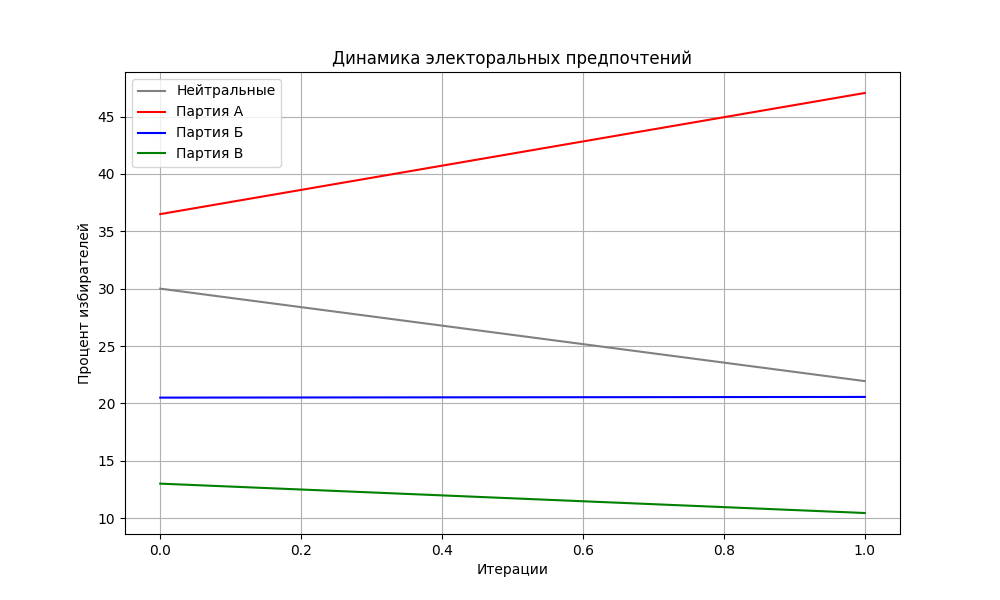 Динамика электоральных предпочтений
Нейтральные
Партия А
Партия Б
Партия В
Процент избирателей
45
40
35
30
25
20
15
10
0.0 0.2 0.4 0.6 0.8 1.0
Итерации